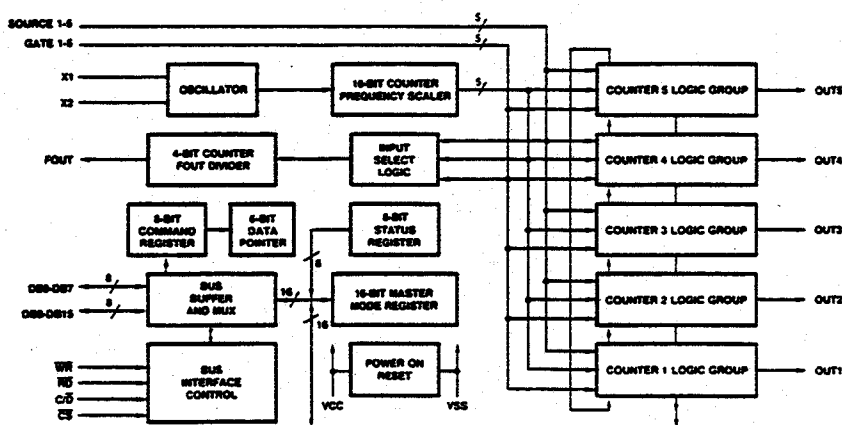 SOURCE 1-5
GATE 1-5
5
5
X1
X2
OSCILLATOR
16-BIT COUNTER
FREQUENCY SCALER
5
COUNTER 5 LOGIC GROUP
OUT5
FOUT
4-BIT COUNTER
FOUT DIVIDER
INPUT
SELECT
LOGIC
COUNTER 4 LOGIC GROUP
OUT4
8-BIT
COMMAND
REGISTER
6-BIT
DATA
POINTER
8-BIT
STATUS
REGISTER
COUNTER 3 LOGIC GROUP
OUT3
8
DB0-DB7
8
DB8-DB15
8
BUS
BUFFER
AND MUX
16
16-BIT MASTER
MODE REGISTER
16
COUNTER 2 LOGIC GROUP
OUT2
WR
RD
C/D
CS
BUS
INTERFACE
CONTROL
POWER ON
RESET
VCC
VSS
COUNTER 1 LOGIC GROUP
OUT1